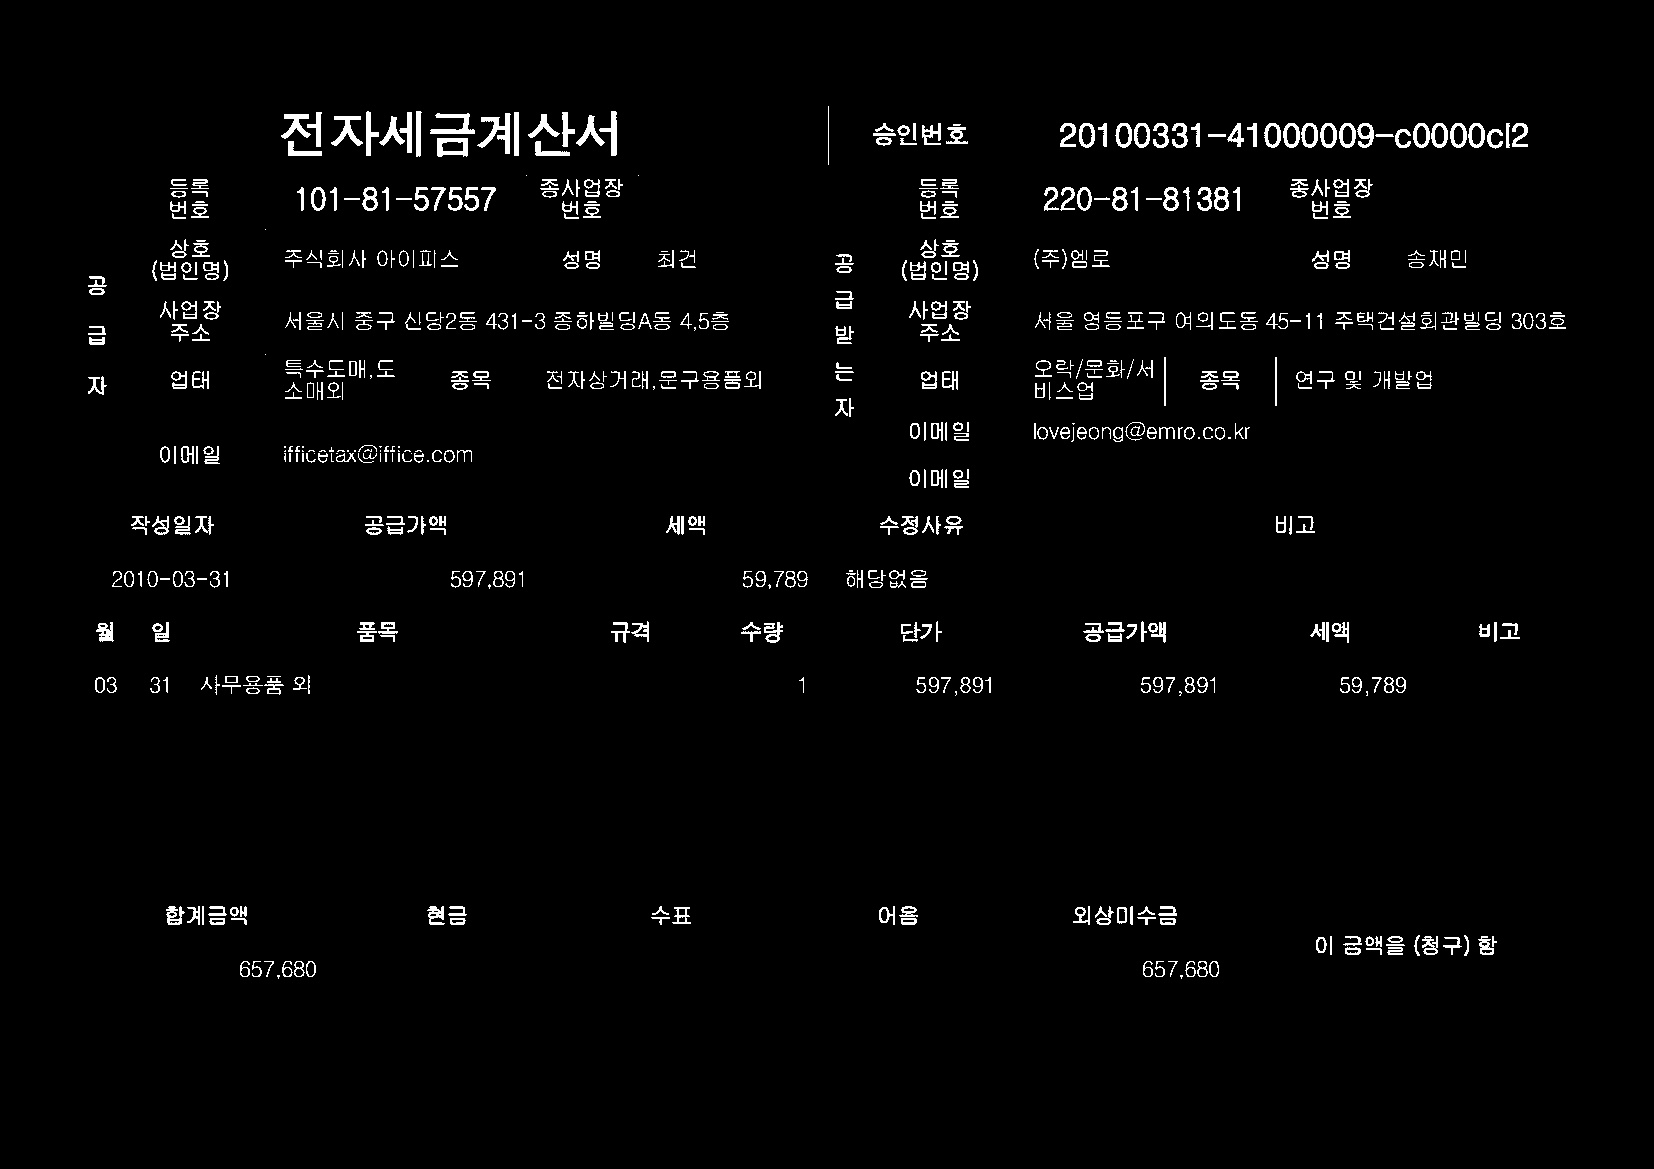 전자세금계산서 승인번호 20100331-41000009-c0000cl2
등록번호 101-81-57557 종사업장번호 등록번호 220-81-81381 종사업장번호
공급자 공급받는자
상호(법인명) 주식회사 아이피스 성명 최건 상호(법인명) (주)엠로 성명 송재민
사업장주소 서울시 중구 신당2동 431-3 종하빌딩A동 4,5층 사업장주소 서울 영등포구 여의도동 45-11 주택건설회관빌딩 303호
업태 특수도매,도소매외 종목 전자상거래,문구용품외 업태 오락/문화/서비스업 종목 연구 및 개발업
이메일 ifficetax@iffice.com 이메일 lovejeong@emro.co.kr
이메일
작성일자 공급가액 세액 수정사유 비고
2010-03-31 597,891 59,789 해당없음
월 일 품목 규격 수량 단가 공급가액 세액 비고
03 31 사무용품 외 1 597,891 597,891 59,789
합계금액 현금 수표 어음 외상미수금
657,680 657,680
이 금액을 (청구) 함